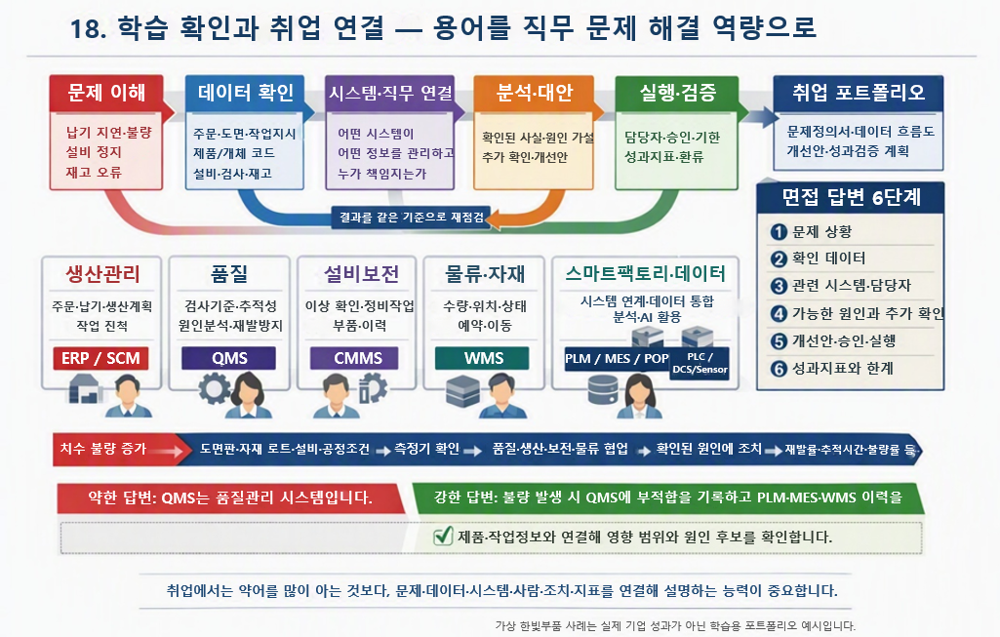 18. 학습 확인과 취업 연결 — 용어를 직무 문제 해결 역량으로
문제 이해
납기 지연·불량
설비 정지
재고 오류
데이터 확인
주문·도면·작업지시
제품/개체 코드
설비·검사·재고
시스템·직무 연결
어떤 시스템이
어떤 정보를 관리하고
누가 책임지는가
분석·대안
확인된 사실·원인 가설
추가 확인·개선안
실행·검증
담당자·승인·기한
성과지표·환류
취업 포트폴리오
문제정의서·데이터 흐름도
개선안·성과검증 계획
결과를 같은 기준으로 재점검
면접 답변 6단계
1 문제 상황
2 확인 데이터
3 관련 시스템·담당자
4 가능한 원인과 추가 확인
5 개선안·승인·실행
6 성과지표와 한계
생산관리
주문·납기·생산계획
작업 진척
ERP / SCM
품질
검사기준·추적성
원인분석·재발방지
QMS
설비보전
이상 확인·정비작업
부품·이력
CMMS
물류·자재
수량·위치·상태
예약·이동
WMS
스마트팩토리·데이터
시스템 연계·데이터 통합
분석·AI 활용
PLM / MES / POP
PLC /
DCS/Sensor
치수 불량 증가
도면판·자재 로트·설비·공정조건
측정기 확인
품질·생산·보전·물류 협업
확인된 원인에 조치
재발률·추적시간·불량률 등
약한 답변: QMS는 품질관리 시스템입니다.
강한 답변: 불량 발생 시 QMS에 부적합을 기록하고 PLM·MES·WMS 이력을
제품·작업정보와 연결해 영향 범위와 원인 후보를 확인합니다.
취업에서는 약어를 많이 아는 것보다, 문제·데이터·시스템·사람·조치·지표를 연결해 설명하는 능력이 중요합니다.
가상 한빛부품 사례는 실제 기업 성과가 아닌 학습용 포트폴리오 예시입니다.